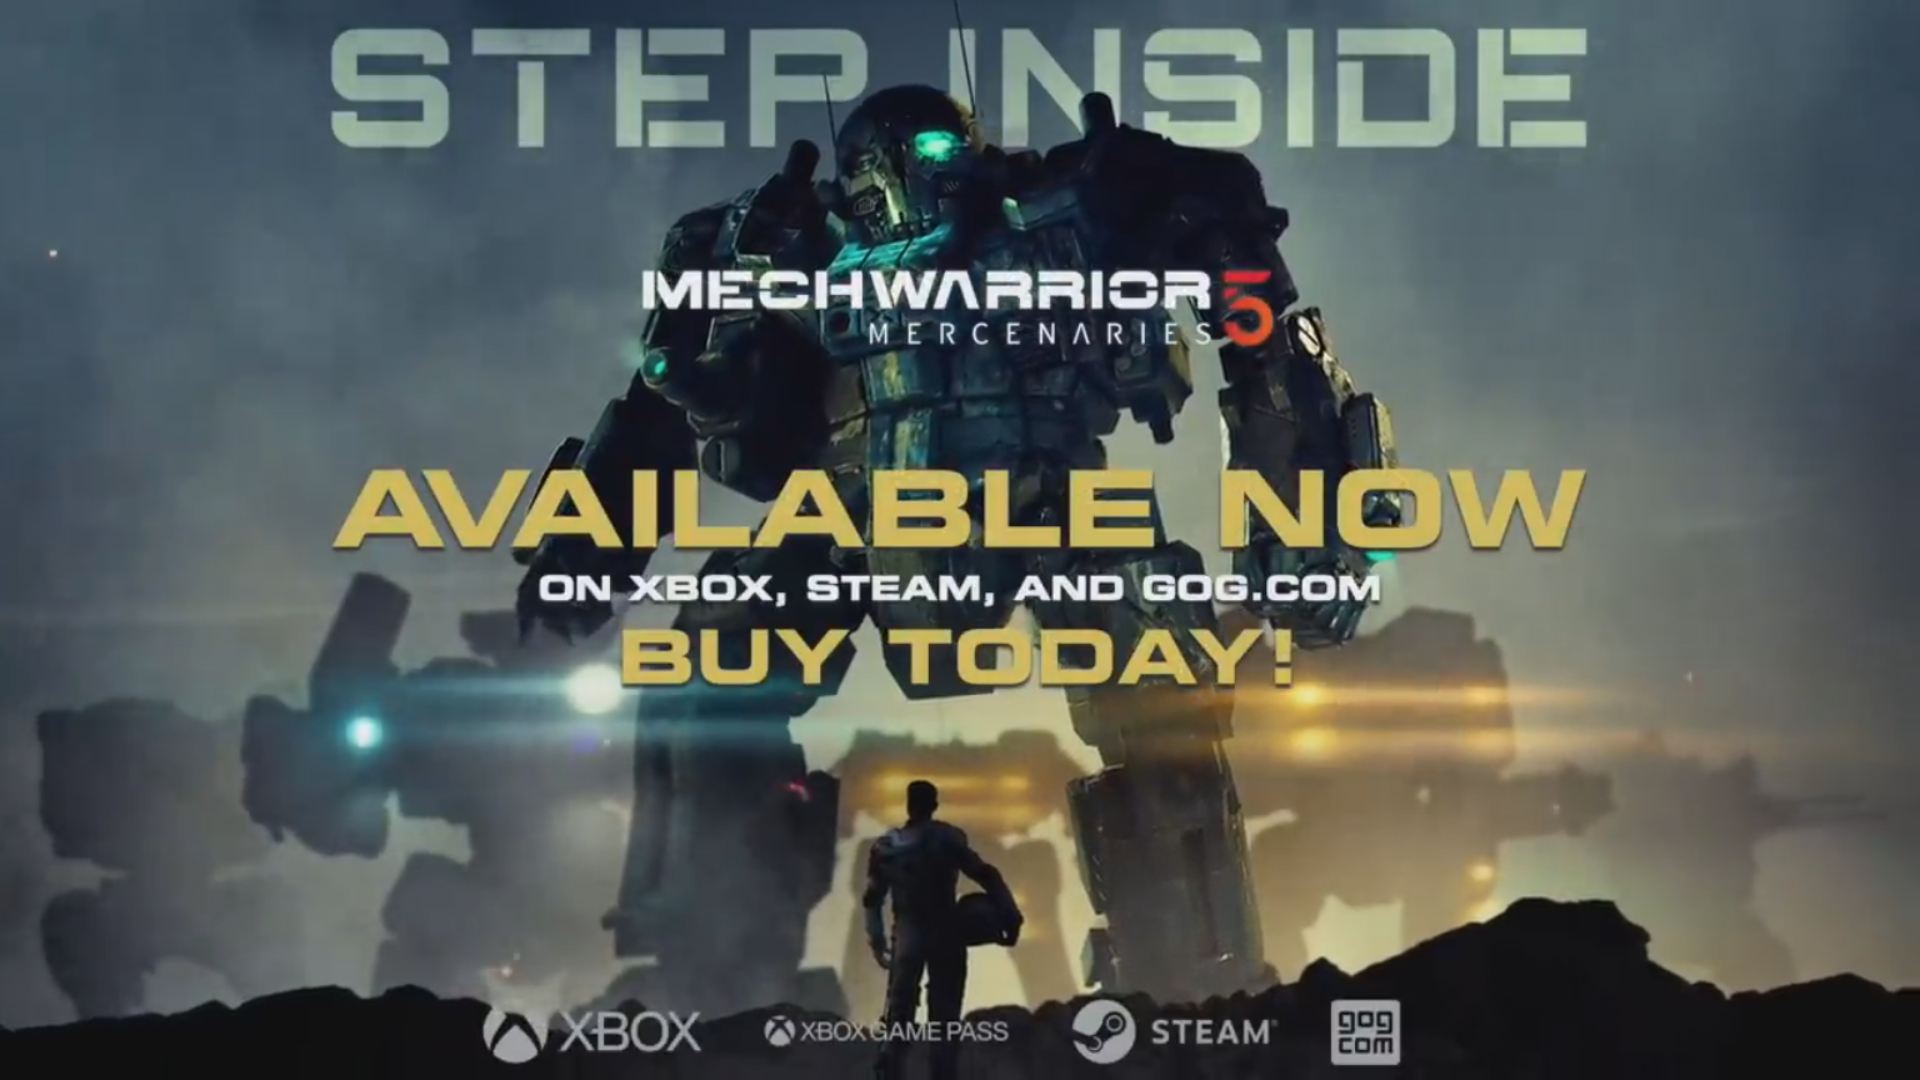 STEP INSIDE
MECHWARRIOR 5
MERCENARIES
AVAILABLE NOW
ON XBOX, STEAM, AND GOG.COM
BUY TODAY!
XBOX XBOX GAME PASS STEAM® gog
com